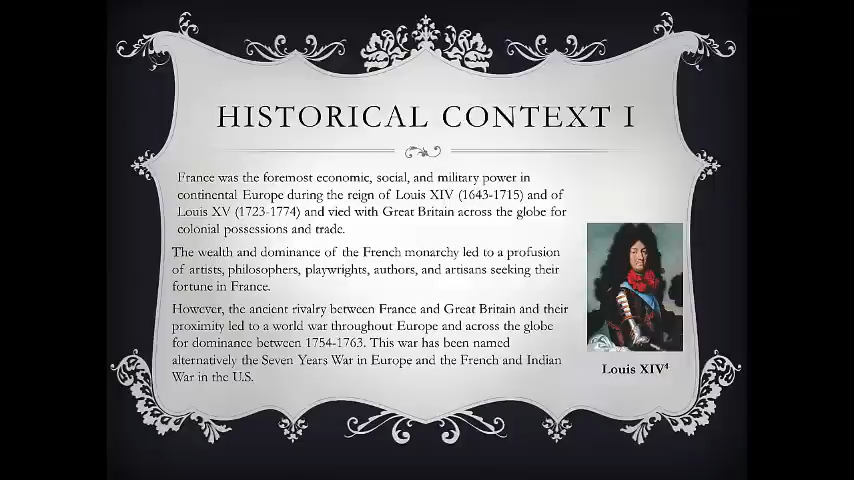 HISTORICAL CONTEXT I
France was the foremost economic, social, and military power in
continental Europe during the reign of Louis XIV (1643-1715) and of
Louis XV (1723-1774) and vied with Great Britain across the globe for
colonial possessions and trade.
The wealth and dominance of the French monarchy led to a profusion
of artists, philosophers, playwrights, authors, and artisans seeking their
fortune in France.
However, the ancient rivalry between France and Great Britain and their
proximity led to a world war throughout Europe and across the globe
for dominance between 1754-1763. This war has been named
alternatively the Seven Years War in Europe and the French and Indian
War in the U.S.
Louis XIV⁴